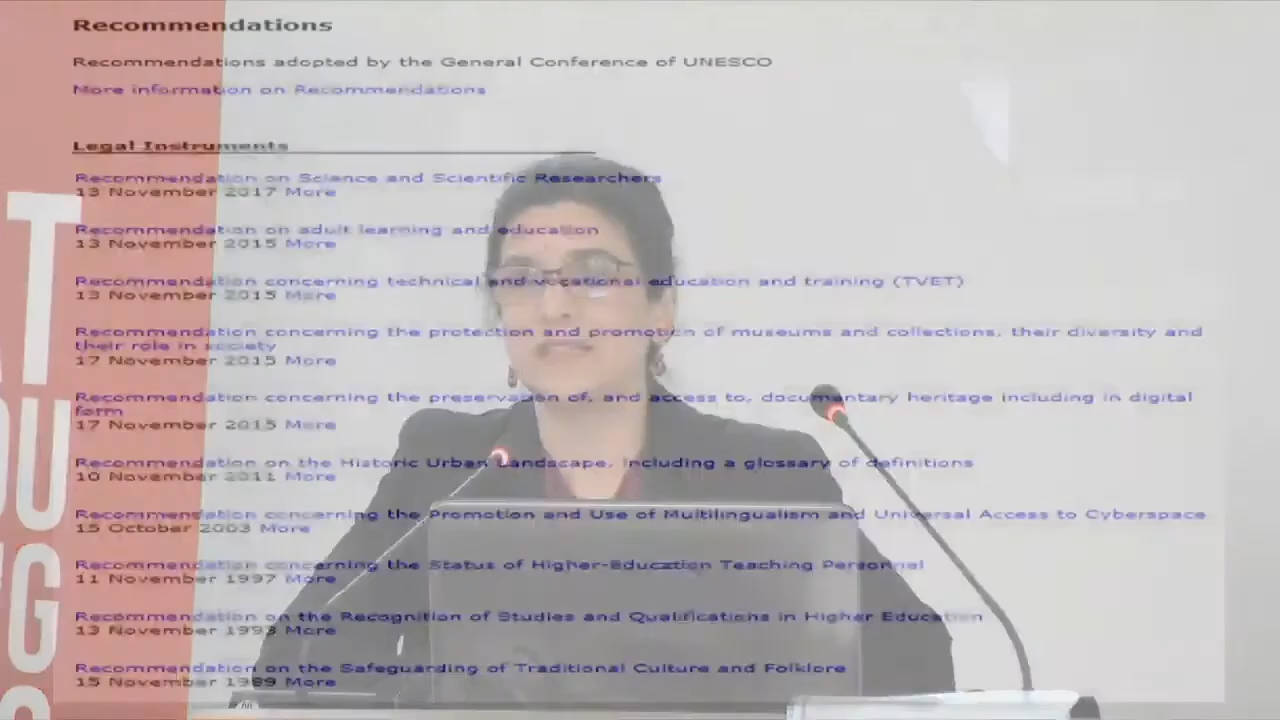 Recommendations
Recommendations adopted by the General Conference of UNESCO
More information on Recommendations
Legal Instruments
Recommendation on Science and Scientific Researchers
13 November 2017 More
Recommendation on adult learning and education
13 November 2015 More
Recommendation concerning technical and vocational education and training (TVET)
13 November 2015 More
Recommendation concerning the protection and promotion of museums and collections, their diversity and
their role in society
17 November 2015 More
Recommendation concerning the preservation of, and access to, documentary heritage including in digital
form
17 November 2015 More
Recommendation on the Historic Urban Landscape, including a glossary of definitions
10 November 2011 More
Recommendation concerning the Promotion and Use of Multilingualism and Universal Access to Cyberspace
15 October 2003 More
Recommendation concerning the Status of Higher-Education Teaching Personnel
11 November 1997 More
Recommendation on the Recognition of Studies and Qualifications in Higher Education
13 November 1993 More
Recommendation on the Safeguarding of Traditional Culture and Folklore
15 November 1989 More